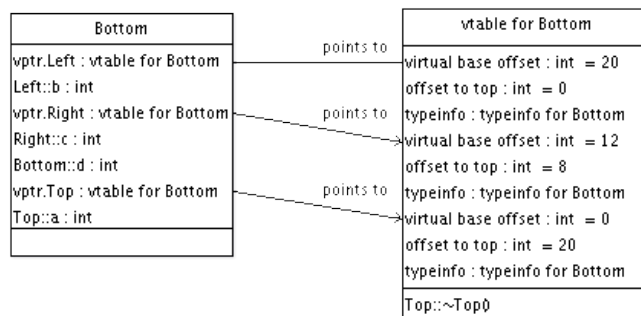 Bottom
vptr.Left : vtable for Bottom
Left::b : int
vptr.Right : vtable for Bottom
Right::c : int
Bottom::d : int
vptr.Top : vtable for Bottom
Top::a : int
points to
points to
points to
vtable for Bottom
virtual base offset : int = 20
offset to top : int = 0
typeinfo : typeinfo for Bottom
virtual base offset : int = 12
offset to top : int = 8
typeinfo : typeinfo for Bottom
virtual base offset : int = 0
offset to top : int = 20
typeinfo : typeinfo for Bottom
Top::~Top()